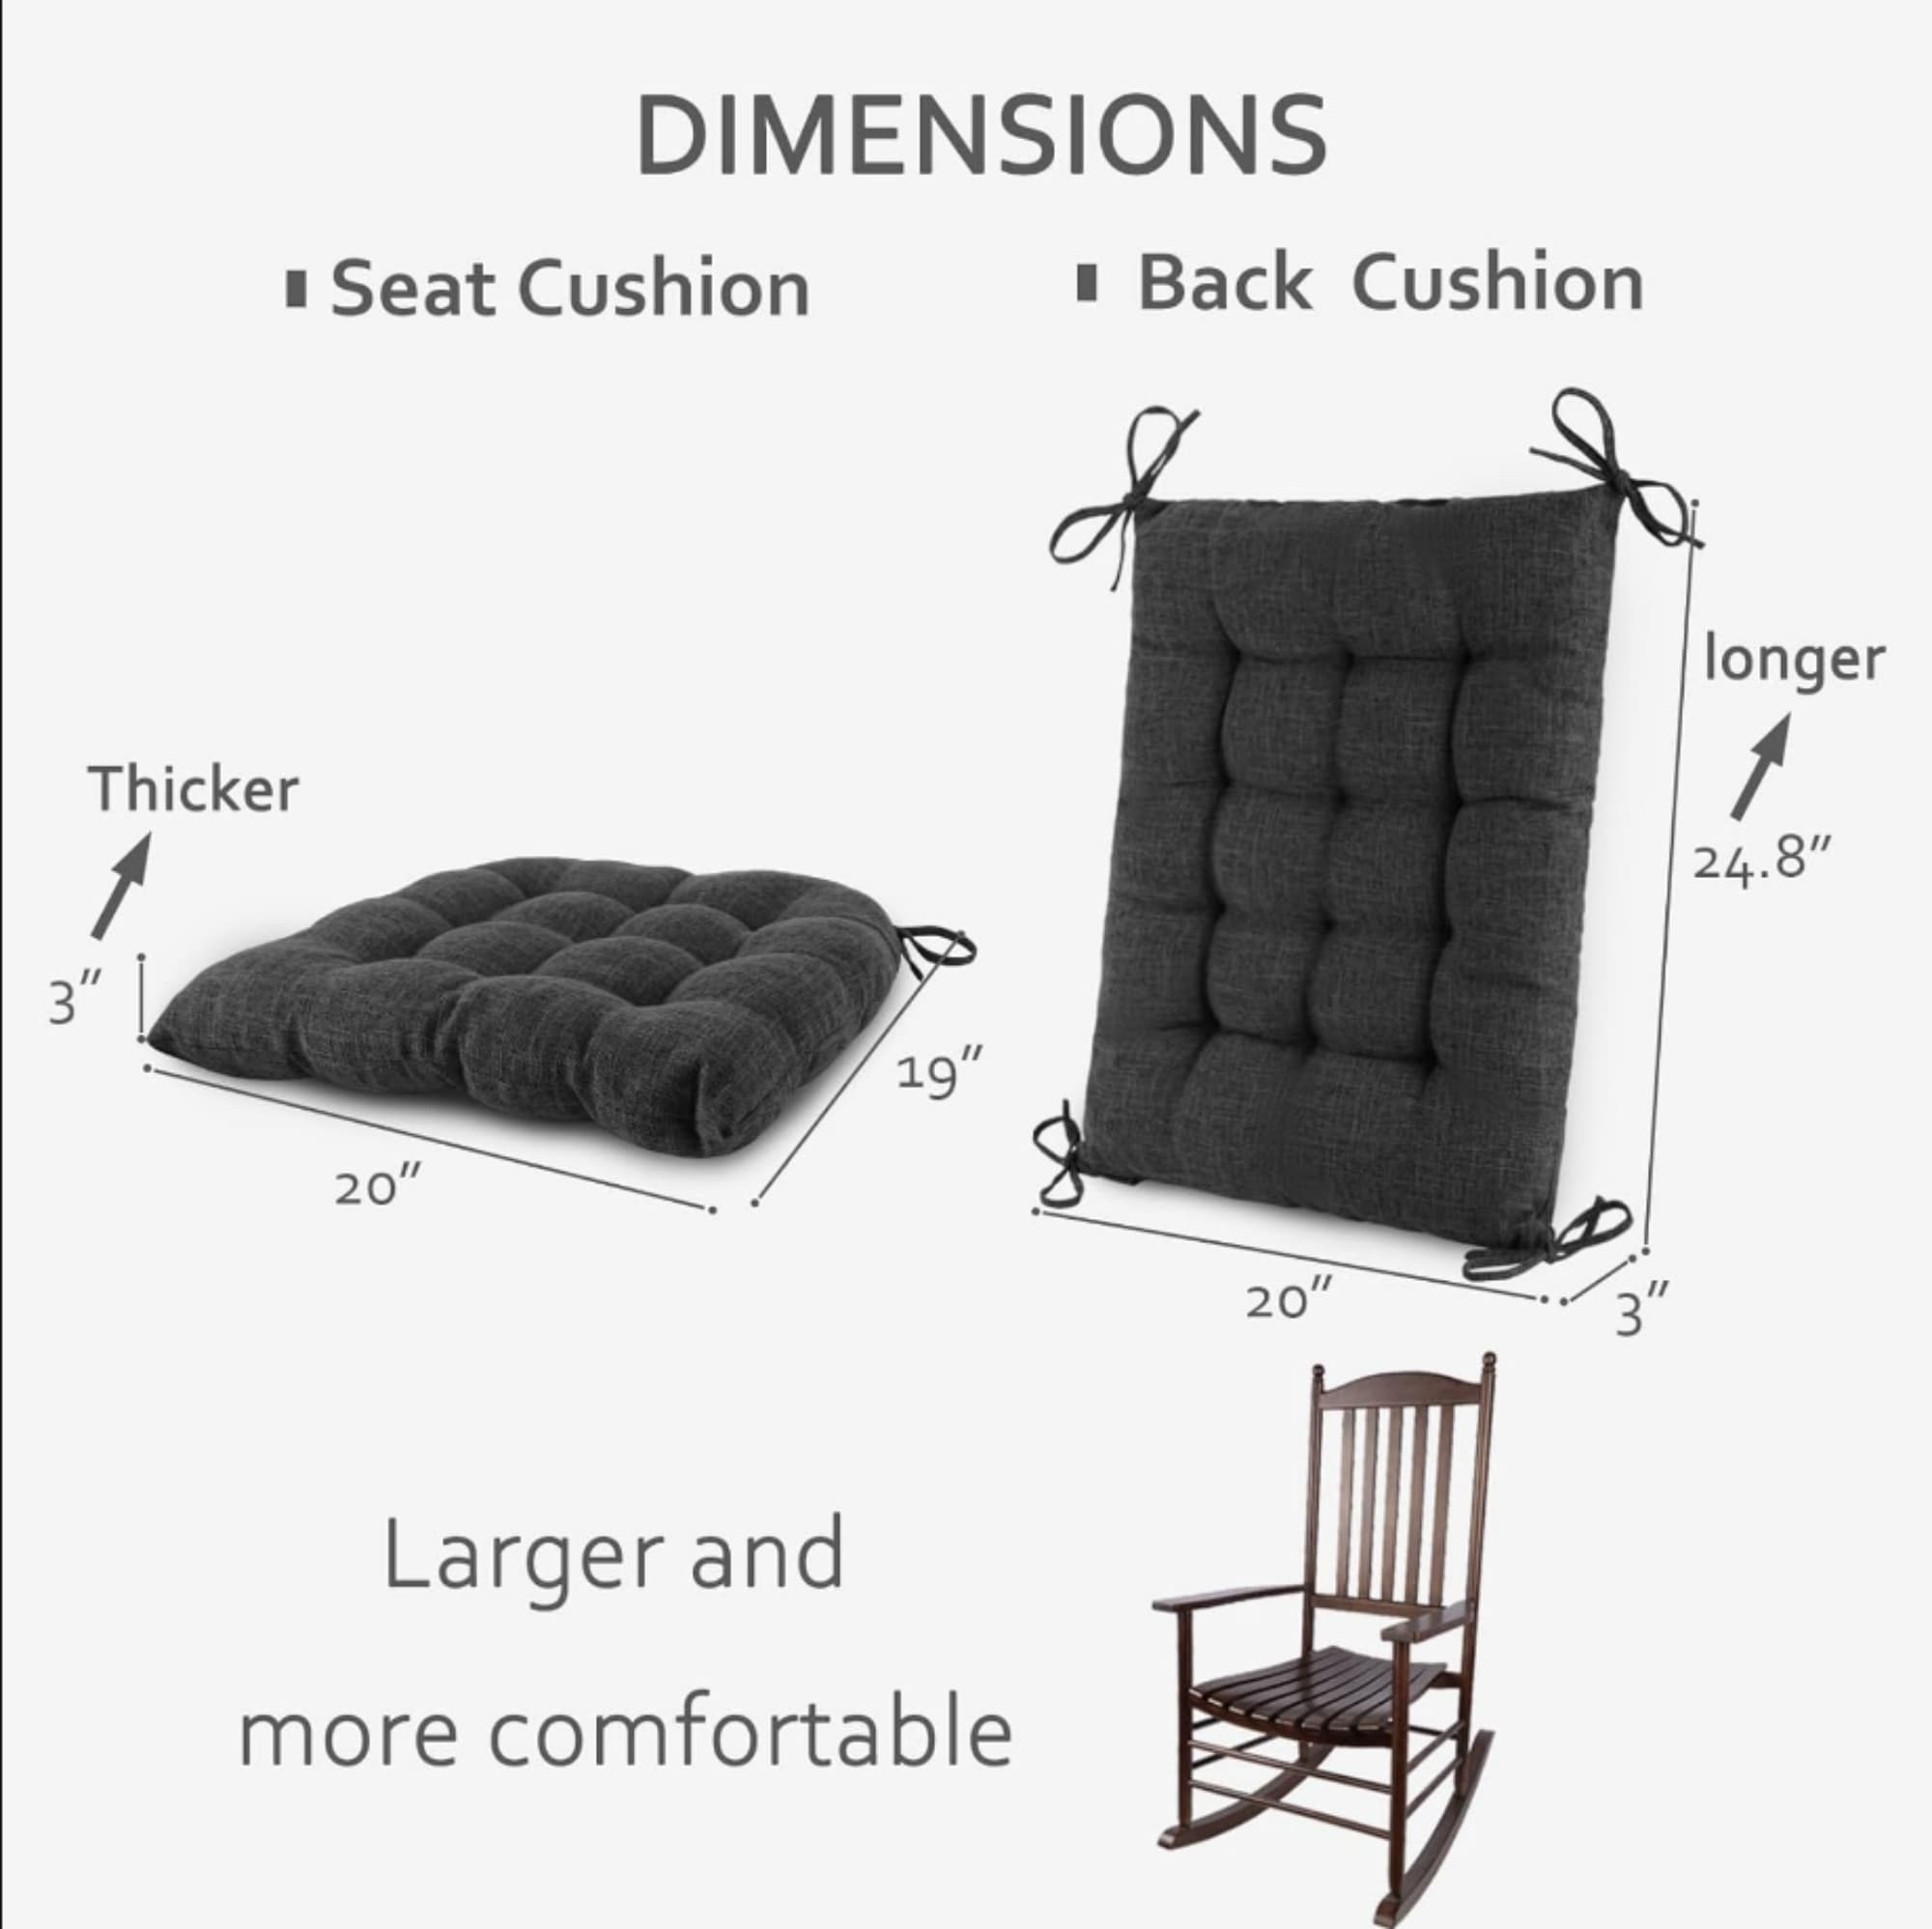 DIMENSIONS
Seat Cushion
Back Cushion
longer
Thicker
24.8"
3"
19"
20"
20"
3"
Larger and
more comfortable